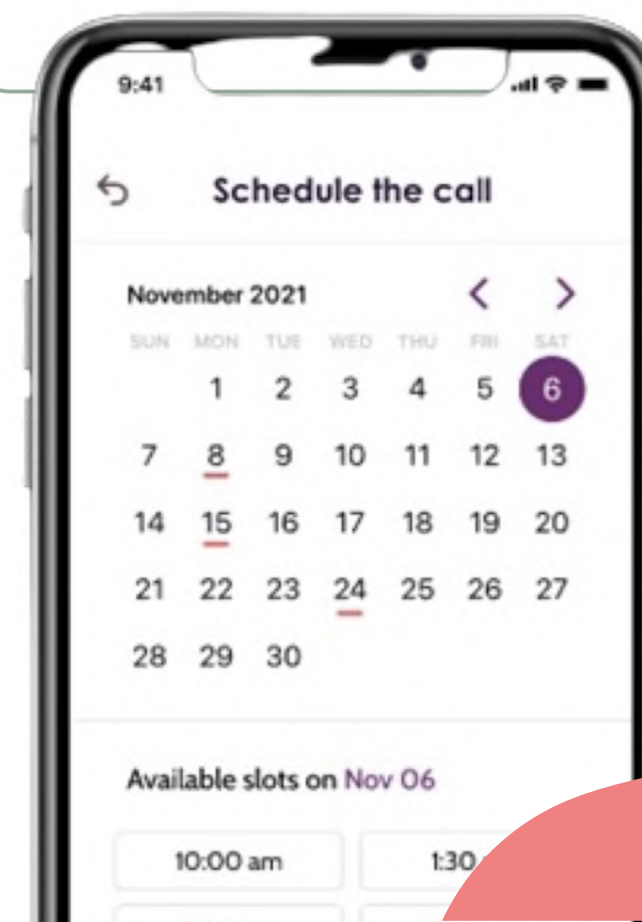 9:41
Schedule the call
November 2021
SUN MON TUE WED THU FRI SAT
1 2 3 4 5 6
7 8 9 10 11 12 13
14 15 16 17 18 19 20
21 22 23 24 25 26 27
28 29 30
Available slots on Nov 06
10:00 am 1:30